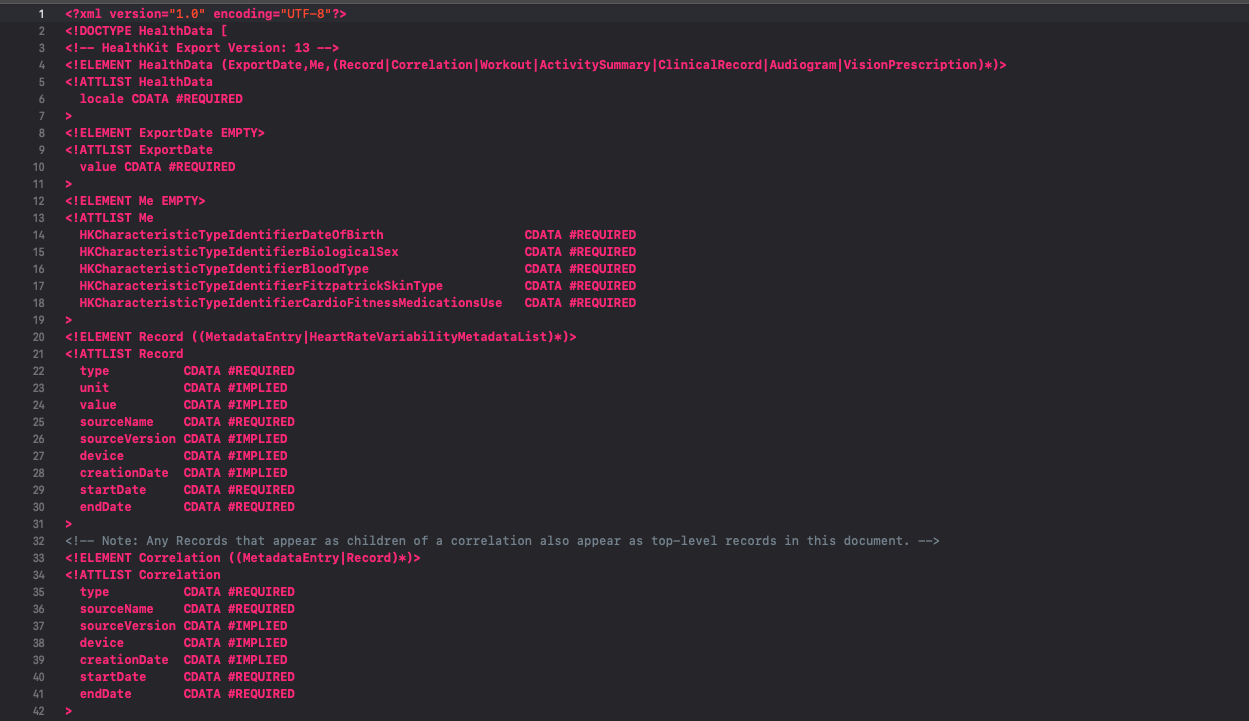 1 <?xml version="1.0" encoding="UTF-8"?>
2 <!DOCTYPE HealthData [
3 <!-- HealthKit Export Version: 13 -->
4 <!ELEMENT HealthData (ExportDate,Me,(Record|Correlation|Workout|ActivitySummary|ClinicalRecord|Audiogram|VisionPrescription)*)>
5 <!ATTLIST HealthData
6   locale CDATA #REQUIRED
7 >
8 <!ELEMENT ExportDate EMPTY>
9 <!ATTLIST ExportDate
10   value CDATA #REQUIRED
11 >
12 <!ELEMENT Me EMPTY>
13 <!ATTLIST Me
14   HKCharacteristicTypeIdentifierDateOfBirth                   CDATA #REQUIRED
15   HKCharacteristicTypeIdentifierBiologicalSex                 CDATA #REQUIRED
16   HKCharacteristicTypeIdentifierBloodType                     CDATA #REQUIRED
17   HKCharacteristicTypeIdentifierFitzpatrickSkinType           CDATA #REQUIRED
18   HKCharacteristicTypeIdentifierCardioFitnessMedicationsUse   CDATA #REQUIRED
19 >
20 <!ELEMENT Record ((MetadataEntry|HeartRateVariabilityMetadataList)*)>
21 <!ATTLIST Record
22   type          CDATA #REQUIRED
23   unit          CDATA #IMPLIED
24   value         CDATA #IMPLIED
25   sourceName    CDATA #REQUIRED
26   sourceVersion CDATA #IMPLIED
27   device        CDATA #IMPLIED
28   creationDate  CDATA #IMPLIED
29   startDate     CDATA #REQUIRED
30   endDate       CDATA #REQUIRED
31 >
32 <!-- Note: Any Records that appear as children of a correlation also appear as top-level records in this document. -->
33 <!ELEMENT Correlation ((MetadataEntry|Record)*)>
34 <!ATTLIST Correlation
35   type          CDATA #REQUIRED
36   sourceName    CDATA #REQUIRED
37   sourceVersion CDATA #IMPLIED
38   device        CDATA #IMPLIED
39   creationDate  CDATA #IMPLIED
40   startDate     CDATA #REQUIRED
41   endDate       CDATA #REQUIRED
42 >